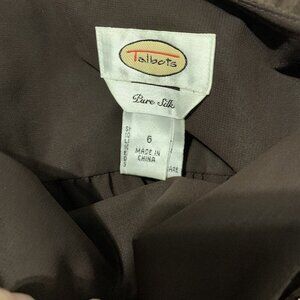 Talbots
Pure Silk
6
MADE IN
CHINA